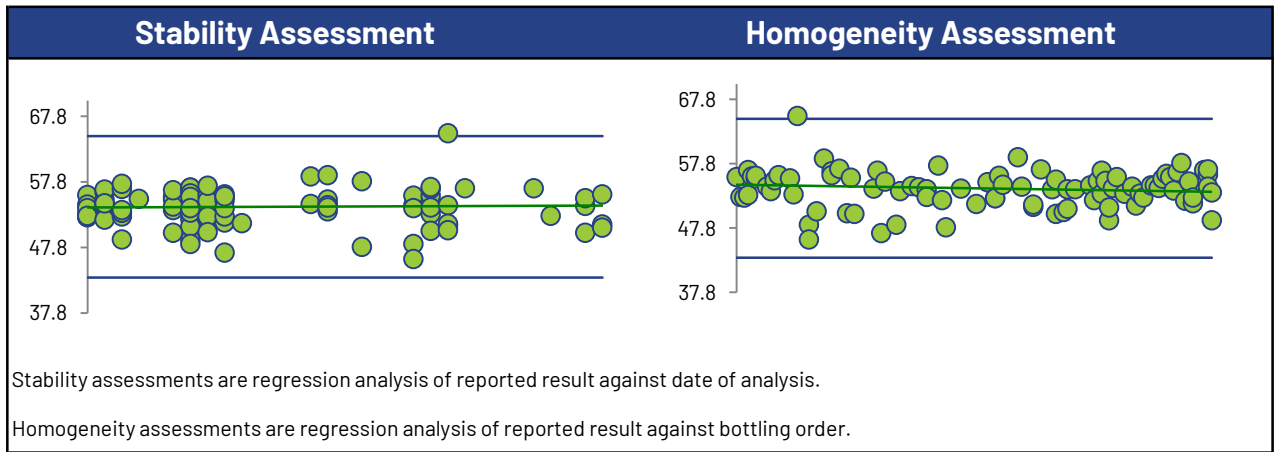 Stability Assessment
Homogeneity Assessment
67.8
57.8
47.8
37.8
67.8
57.8
47.8
37.8
Stability assessments are regression analysis of reported result against date of analysis.
Homogeneity assessments are regression analysis of reported result against bottling order.